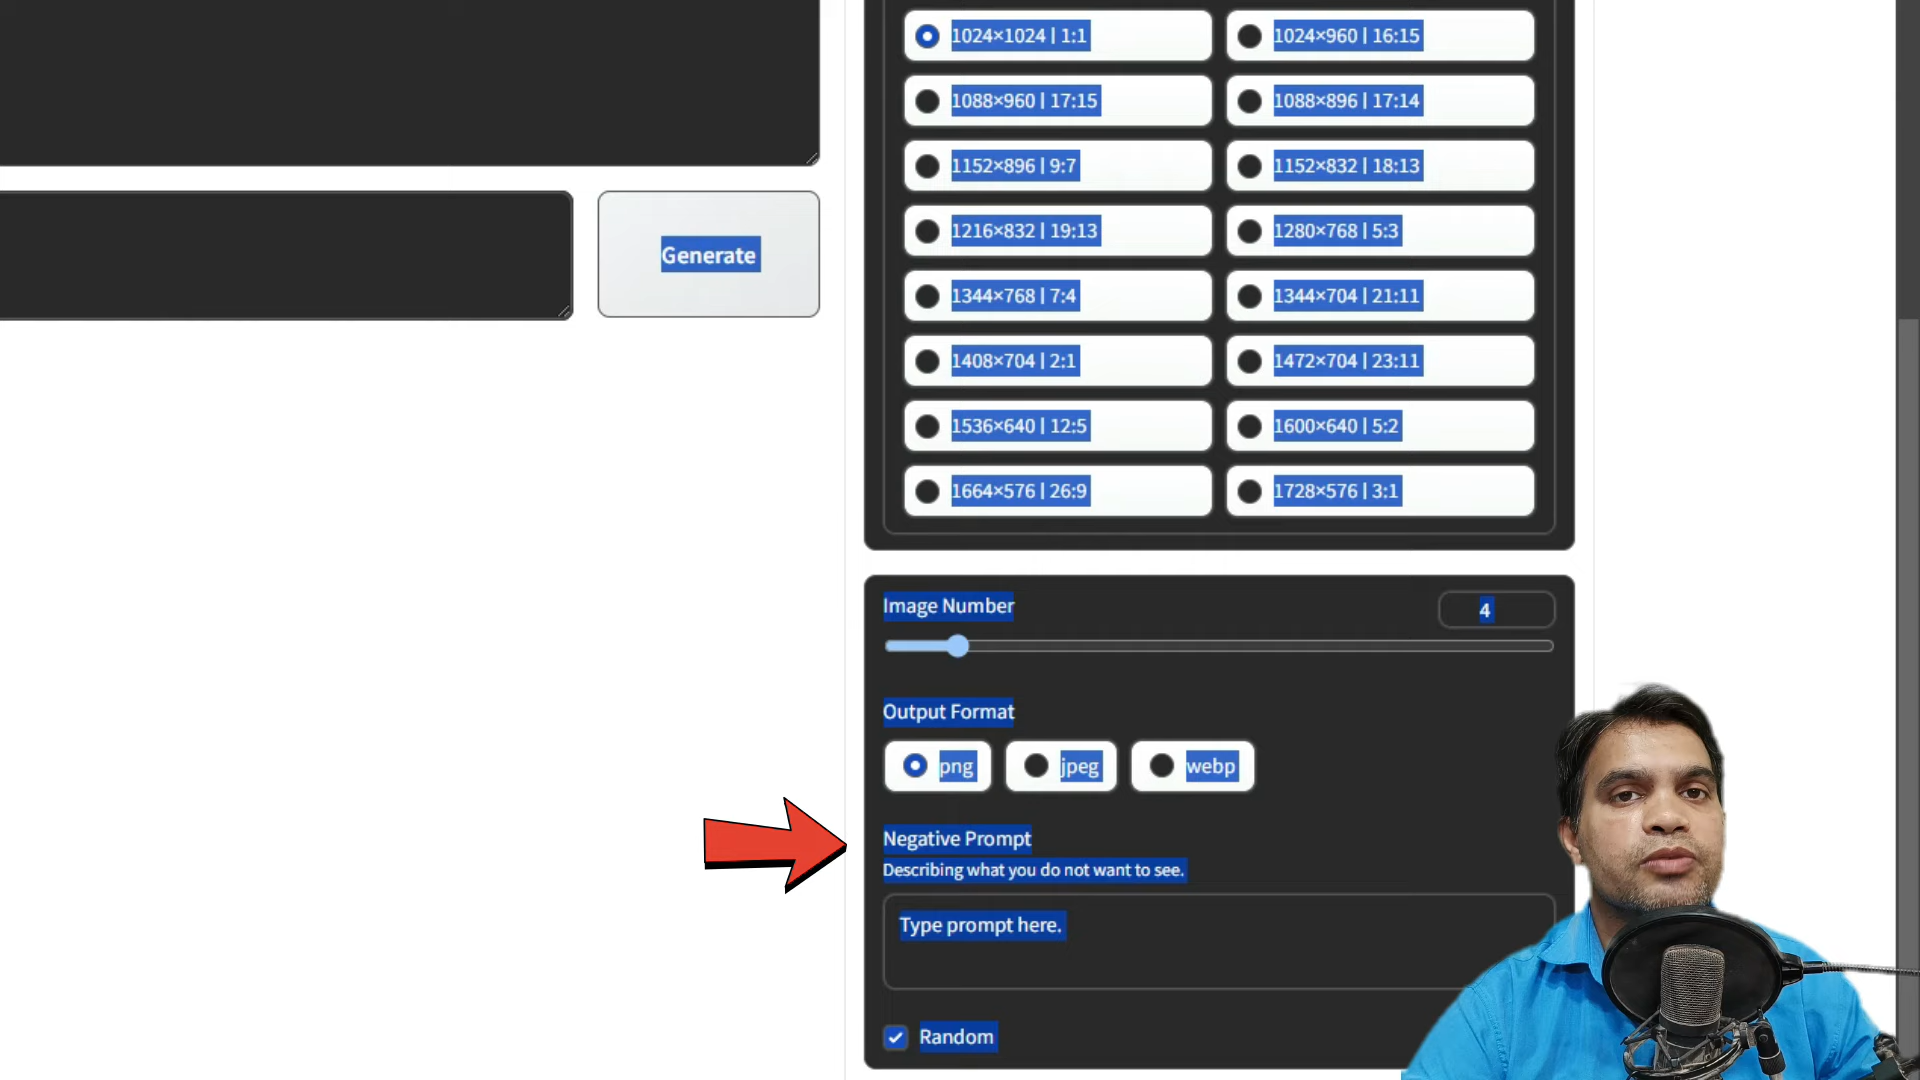 1024×1024 | 1:1
1024×960 | 16:15
1088×960 | 17:15
1088×896 | 17:14
1152×896 | 9:7
1152×832 | 18:13
1216×832 | 19:13
1280×768 | 5:3
1344×768 | 7:4
1344×704 | 21:11
1408×704 | 2:1
1472×704 | 23:11
1536×640 | 12:5
1600×640 | 5:2
1664×576 | 26:9
1728×576 | 3:1
Generate
Image Number
4
Output Format
png
jpeg
webp
Negative Prompt
Describing what you do not want to see.
Type prompt here.
Random